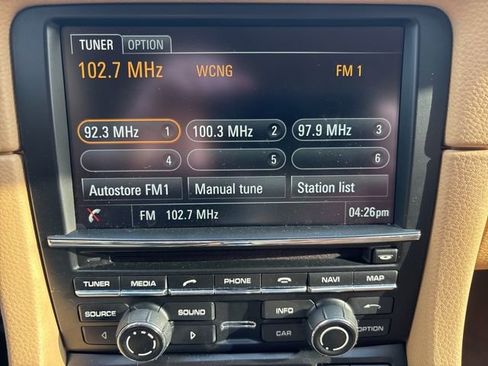 TUNER OPTION
102.7 MHz WCNG FM 1
92.3 MHz 1 100.3 MHz 2 97.9 MHz 3
4 5 6
Autostore FM1 Manual tune Station list
FM 102.7 MHz 04:26pm
TUNER MEDIA PHONE NAVI MAP
SOURCE SOUND INFO
CAR OPTION